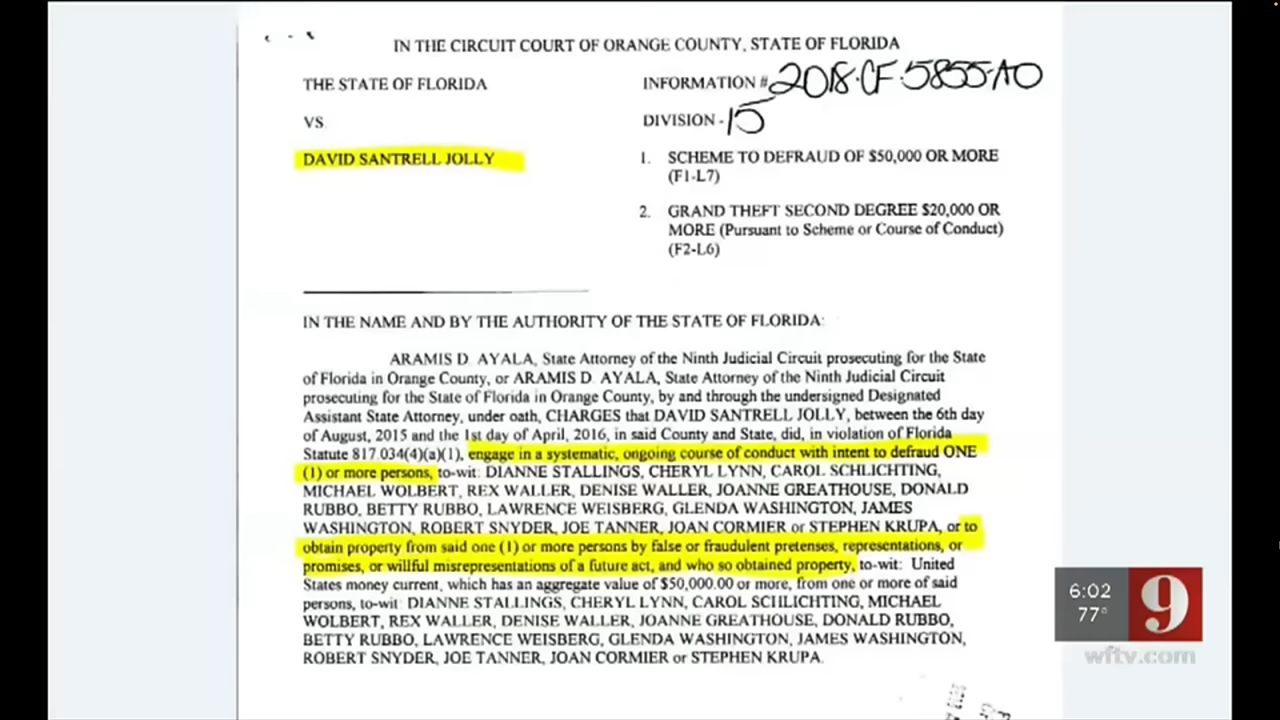 IN THE CIRCUIT COURT OF ORANGE COUNTY, STATE OF FLORIDA
THE STATE OF FLORIDA
VS.
DAVID SANTRELL JOLLY
INFORMATION # 2018-CF-5855-AO
DIVISION - 15
1. SCHEME TO DEFRAUD OF $50,000 OR MORE
(F1-L7)
2. GRAND THEFT SECOND DEGREE $20,000 OR
MORE (Pursuant to Scheme or Course of Conduct)
(F2-L6)
IN THE NAME AND BY THE AUTHORITY OF THE STATE OF FLORIDA:
ARAMIS D. AYALA, State Attorney of the Ninth Judicial Circuit prosecuting for the State
of Florida in Orange County, or ARAMIS D. AYALA, State Attorney of the Ninth Judicial Circuit
prosecuting for the State of Florida in Orange County, by and through the undersigned Designated
Assistant State Attorney, under oath, CHARGES that DAVID SANTRELL JOLLY, between the 6th day
of August, 2015 and the 1st day of April, 2016, in said County and State, did, in violation of Florida
Statute 817.034(4)(a)(1), engage in a systematic, ongoing course of conduct with intent to defraud ONE
(1) or more persons, to-wit: DIANNE STALLINGS, CHERYL LYNN, CAROL SCHLICHTING,
MICHAEL WOLBERT, REX WALLER, DENISE WALLER, JOANNE GREATHOUSE, DONALD
RUBBO, BETTY RUBBO, LAWRENCE WEISBERG, GLENDA WASHINGTON, JAMES
WASHINGTON, ROBERT SNYDER, JOE TANNER, JOAN CORMIER or STEPHEN KRUPA, or to
obtain property from said one (1) or more persons by false or fraudulent pretenses, representations, or
promises, or willful misrepresentations of a future act, and who so obtained property, to-wit: United
States money current, which has an aggregate value of $50,000.00 or more, from one or more of said
persons, to-wit: DIANNE STALLINGS, CHERYL LYNN, CAROL SCHLICHTING, MICHAEL
WOLBERT, REX WALLER, DENISE WALLER, JOANNE GREATHOUSE, DONALD RUBBO,
BETTY RUBBO, LAWRENCE WEISBERG, GLENDA WASHINGTON, JAMES WASHINGTON,
ROBERT SNYDER, JOE TANNER, JOAN CORMIER or STEPHEN KRUPA.
6:02
77°
9
wftv.com